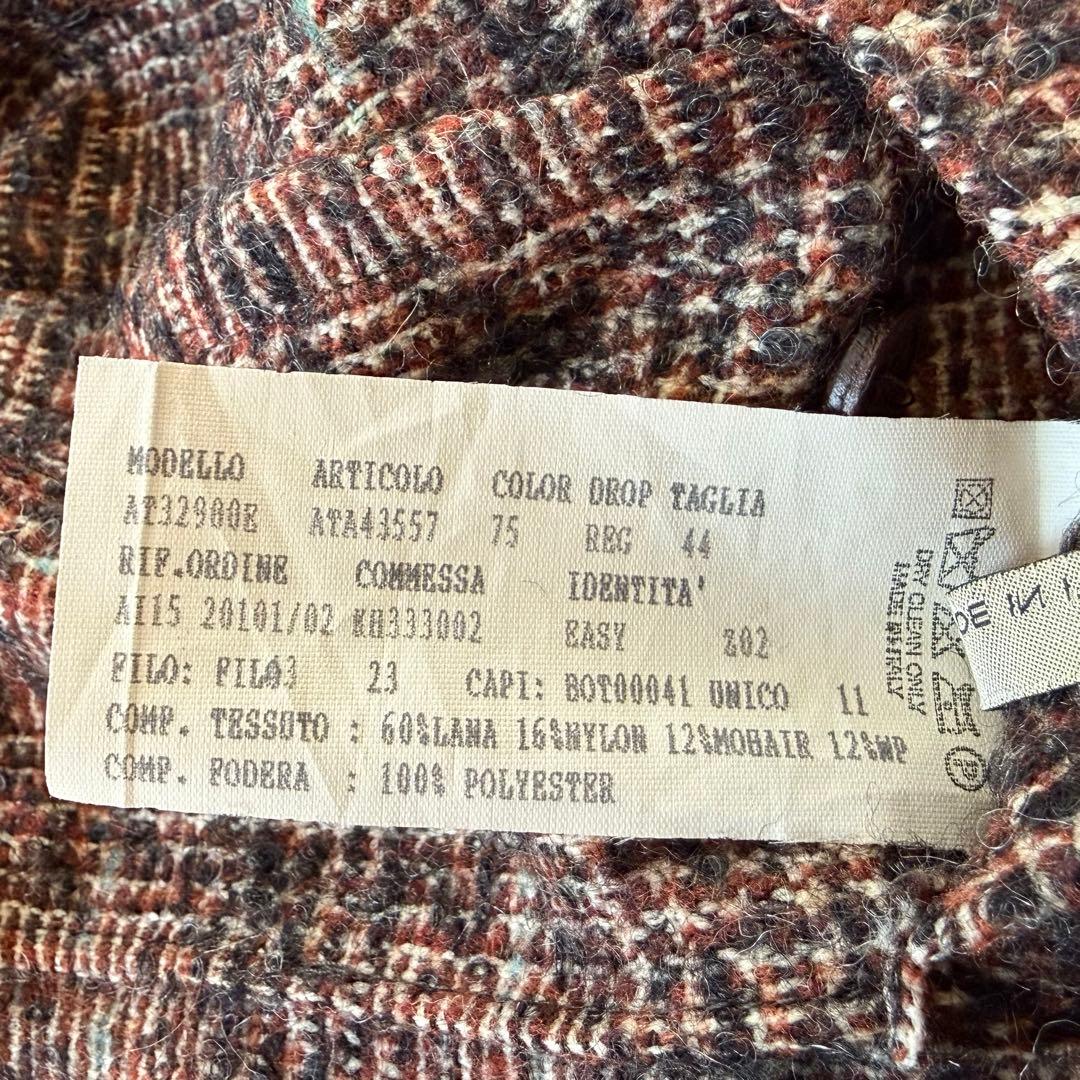 MODELLO ARTICOLO COLOR DROP TAGLIA
AT32900E ATA43557 75 REG 44
RIF.ORDINE COMMESSA IDENTITA'
AI15 20101/02 KH333002 EASY Z02
FILO: FILO3 23 CAPI: BOT00041 UNICO 11
COMP. TESSUTO : 60%LANA 16%NYLON 12%MOHAIR 12%WP
COMP. FODERA : 100% POLYESTER
DRY CLEAN ONLY
MADE IN ITALY
P